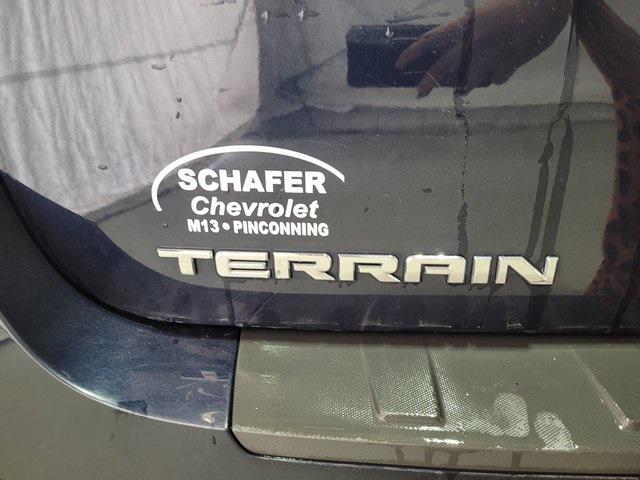 SCHAFER
Chevrolet
M13 • PINCONNING
TERRAIN